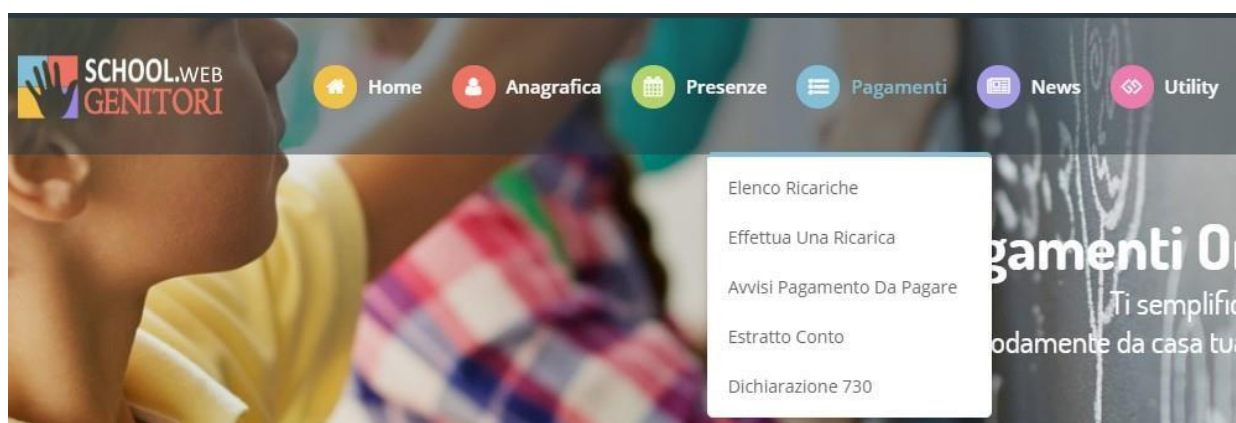 SCHOOL.WEB
GENITORI
Home
Anagrafica
Presenze
Pagamenti
News
Utility
Elenco Ricariche
Effettua Una Ricarica
Avvisi Pagamento Da Pagare
Estratto Conto
Dichiarazione 730
gamenti O
Ti semplific
odamente da casa tua